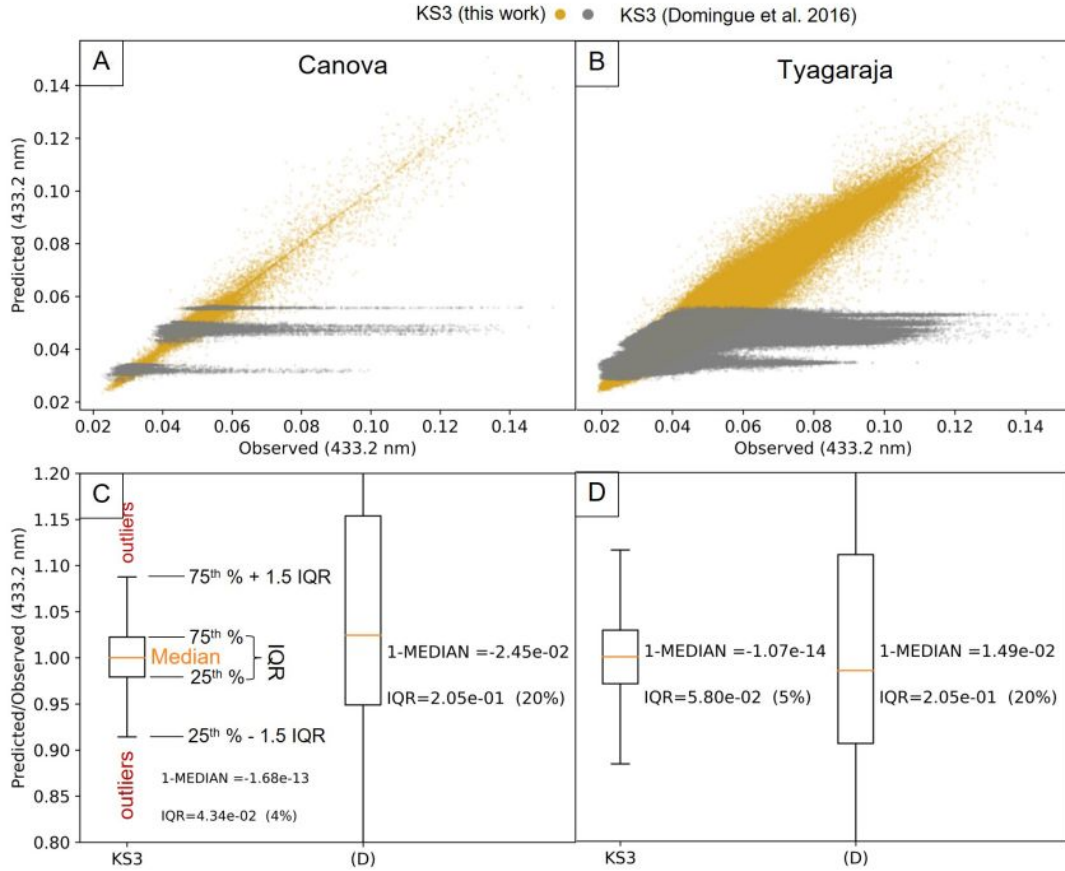 KS3 (this work) KS3 (Domingue et al. 2016)
A
Canova
Predicted (433.2 nm)
0.14
0.12
0.10
0.08
0.06
0.04
0.02
0.02 0.04 0.06 0.08 0.10 0.12 0.14
Observed (433.2 nm)
B
Tyagaraja
0.02 0.04 0.06 0.08 0.10 0.12 0.14
Observed (433.2 nm)
C
Predicted/Observed (433.2 nm)
1.20
1.15
1.10
1.05
1.00
0.95
0.90
0.85
0.80
outliers
75th % + 1.5 IQR
75th %
Median
IQR
25th %
25th % - 1.5 IQR
outliers
1-MEDIAN =-1.68e-13
IQR=4.34e-02 (4%)
1-MEDIAN =-2.45e-02
IQR=2.05e-01 (20%)
KS3 (D)
D
1-MEDIAN =-1.07e-14
IQR=5.80e-02 (5%)
1-MEDIAN =1.49e-02
IQR=2.05e-01 (20%)
KS3 (D)